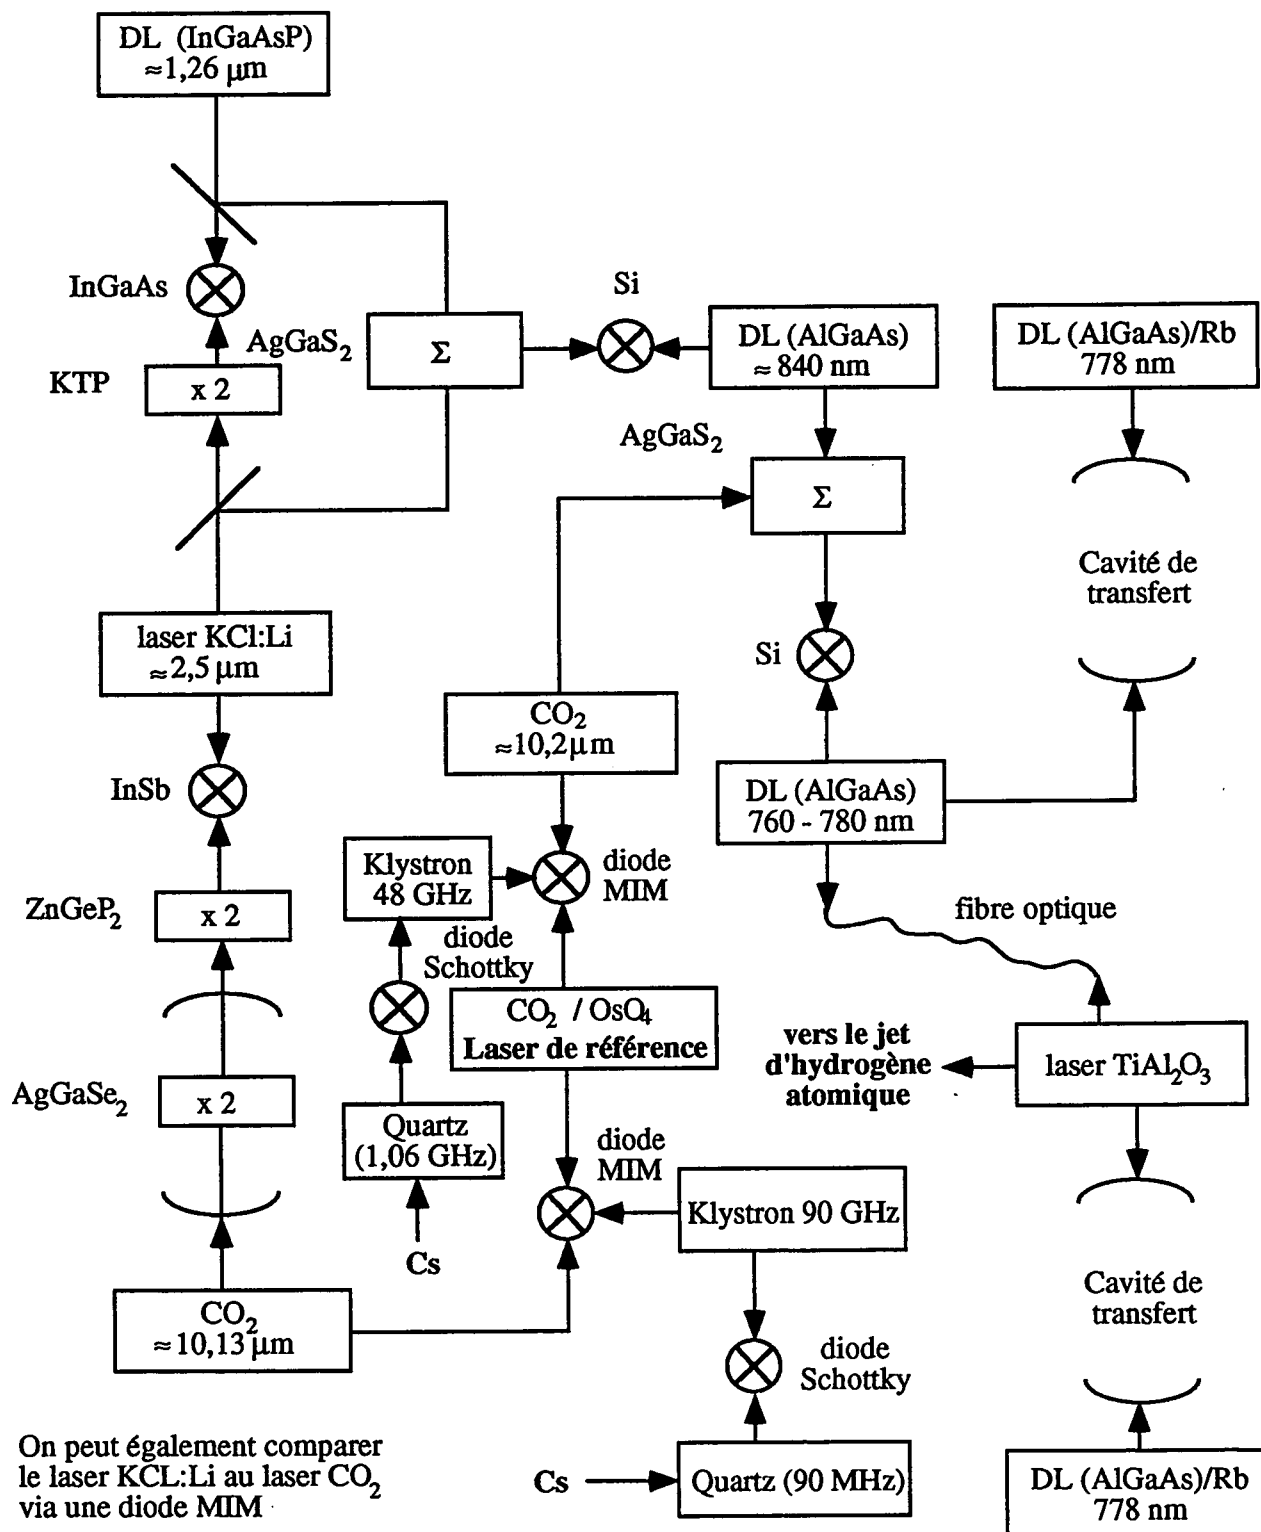 DL (InGaAsP)
≈1,26 μm
InGaAs
AgGaS2
KTP
x 2
Σ
Si
DL (AlGaAs)
≈ 840 nm
DL (AlGaAs)/Rb
778 nm
AgGaS2
Σ
Cavité de
transfert
laser KCl:Li
≈2,5 μm
Si
CO2
≈10,2μm
InSb
DL (AlGaAs)
760 - 780 nm
Klystron
48 GHz
diode
MIM
ZnGeP2
x 2
diode
Schottky
fibre optique
CO2 / OsO4
Laser de référence
vers le jet
d'hydrogène
atomique
laser TiAl2O3
AgGaSe2
x 2
Quartz
(1,06 GHz)
diode
MIM
Klystron 90 GHz
Cs
Cavité de
transfert
CO2
≈10,13 μm
diode
Schottky
On peut également comparer
le laser KCL:Li au laser CO2
via une diode MIM
Cs
Quartz (90 MHz)
DL (AlGaAs)/Rb
778 nm